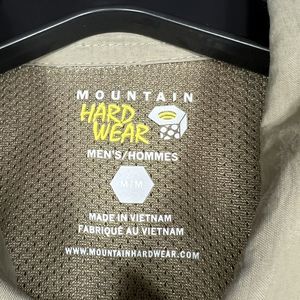 MOUNTAIN
HARD
WEAR
MEN'S/HOMMES
M/M
MADE IN VIETNAM
FABRIQUÉ AU VIETNAM
WWW.MOUNTAINHARDWEAR.COM